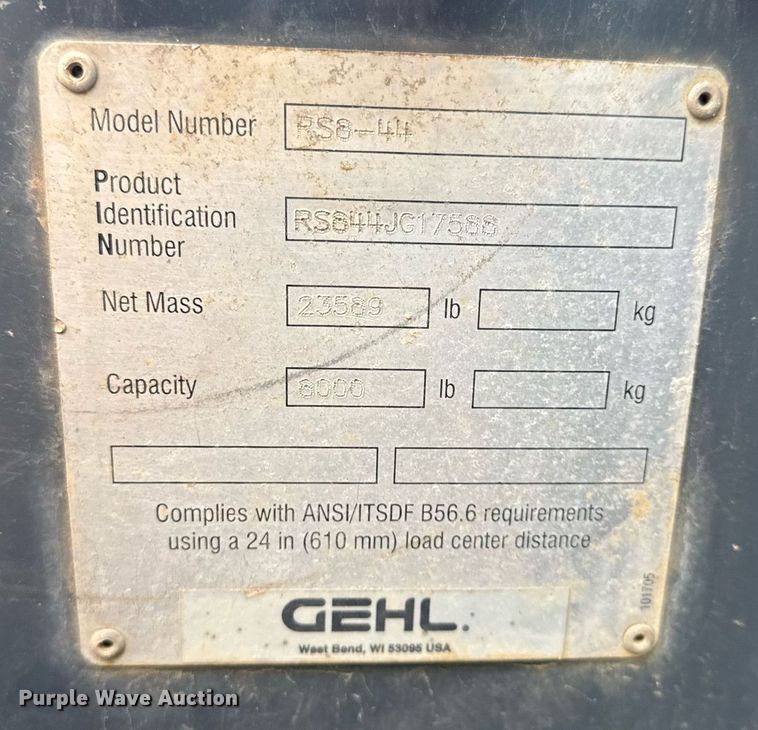 Model Number RS8-44
Product
Identification
Number RS844JG17588
Net Mass 23589 lb kg
Capacity 8000 lb kg
Complies with ANSI/ITSDF B56.6 requirements
using a 24 in (610 mm) load center distance
101705
GEHL.
West Bend, WI 53095 USA
Purple Wave Auction